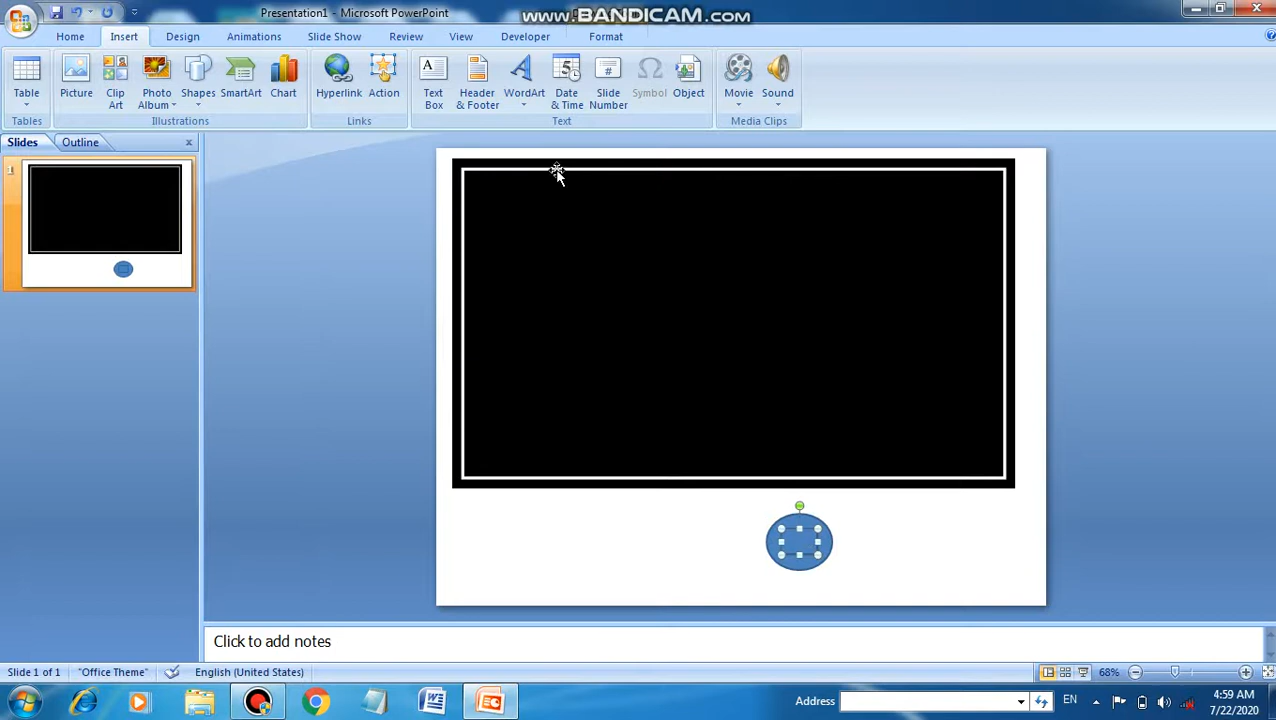 Presentation1 - Microsoft PowerPoint
www.BANDICAM.com
Home Insert Design Animations Slide Show Review View Developer Format
Table Picture Clip Art Photo Album Shapes SmartArt Chart Hyperlink Action Text Box Header & Footer WordArt Date & Time Slide Number Symbol Object Movie Sound
Tables Illustrations Links Text Media Clips
Slides Outline
1
Click to add notes
Slide 1 of 1 "Office Theme" English (United States) 68%
Address EN 4:59 AM
7/22/2020